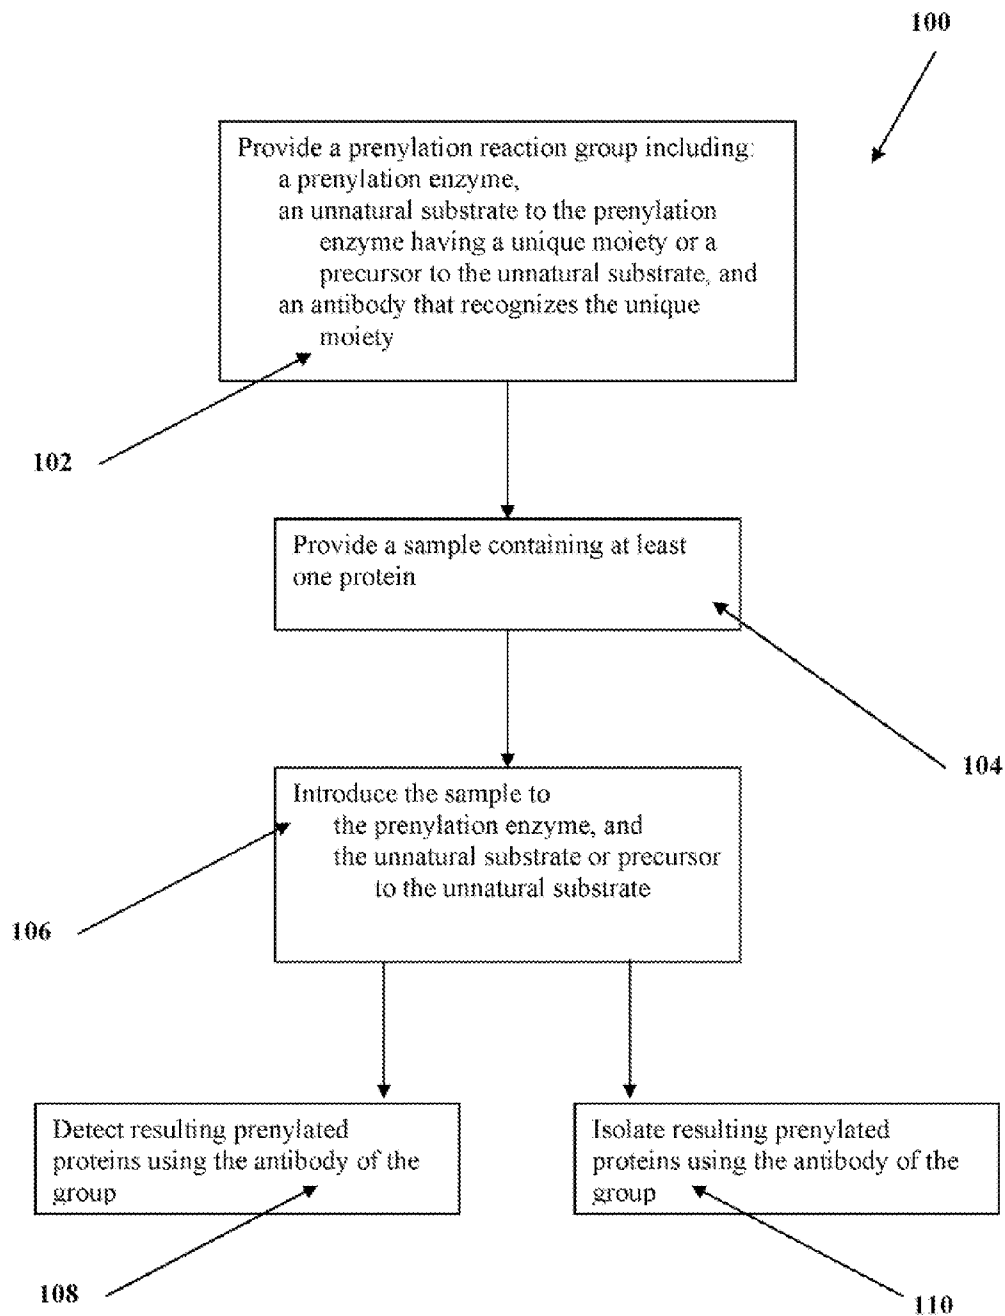 100
Provide a prenylation reaction group including:
a prenylation enzyme,
an unnatural substrate to the prenylation
enzyme having a unique moiety or a
precursor to the unnatural substrate, and
an antibody that recognizes the unique
moiety
102
Provide a sample containing at least
one protein
104
Introduce the sample to
the prenylation enzyme, and
the unnatural substrate or precursor
to the unnatural substrate
106
Detect resulting prenylated
proteins using the antibody of the
group
Isolate resulting prenylated
proteins using the antibody of the
group
108
110